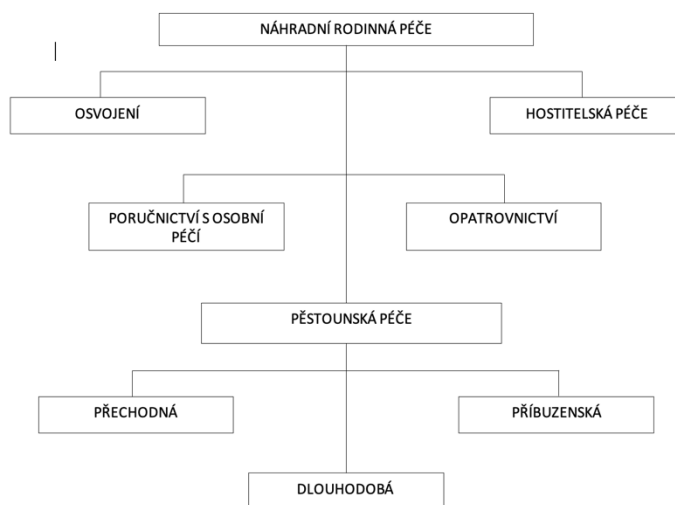 NÁHRADNÍ RODINNÁ PÉČE
OSVOJENÍ
HOSTITELSKÁ PÉČE
PORUČNICTVÍ S OSOBNÍ
PÉČÍ
OPATROVNICTVÍ
PĚSTOUNSKÁ PÉČE
PŘECHODNÁ
PŘÍBUZENSKÁ
DLOUHODOBÁ